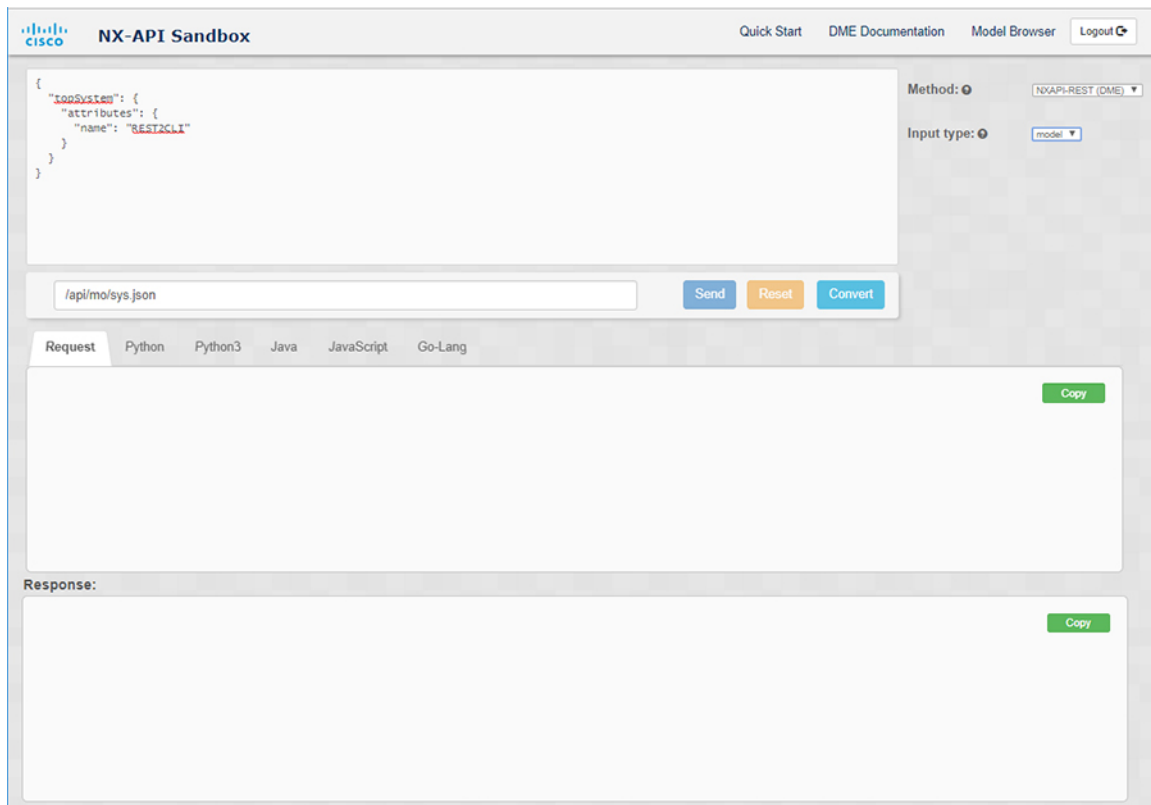 CISCO NX-API Sandbox Quick Start DME Documentation Model Browser Logout
{
"topSystem": {
"attributes": {
"name": "REST2CLI"
}
}
}
Method: NXAPI-REST (DME)
Input type: model
/api/mo/sys.json Send Reset Convert
Request Python Python3 Java JavaScript Go-Lang
Copy
Response:
Copy